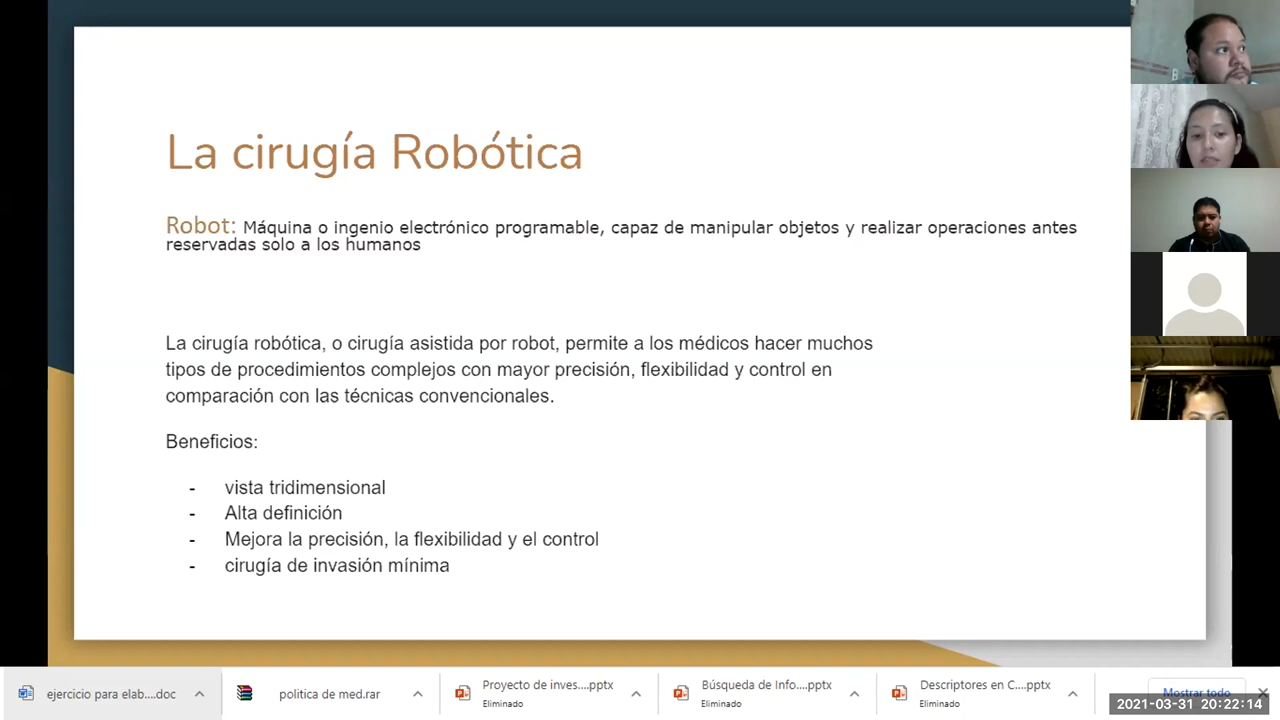 La cirugía Robótica
Robot: Máquina o ingenio electrónico programable, capaz de manipular objetos y realizar operaciones antes
reservadas solo a los humanos
La cirugía robótica, o cirugía asistida por robot, permite a los médicos hacer muchos
tipos de procedimientos complejos con mayor precisión, flexibilidad y control en
comparación con las técnicas convencionales.
Beneficios:
- vista tridimensional
- Alta definición
- Mejora la precisión, la flexibilidad y el control
- cirugía de invasión mínima
ejercicio para elab....doc
politica de med.rar
Proyecto de inves....pptx
Eliminado
Búsqueda de Info....pptx
Eliminado
Descriptores en C....pptx
Eliminado
Mostrar todo
2021-03-31 20:22:14